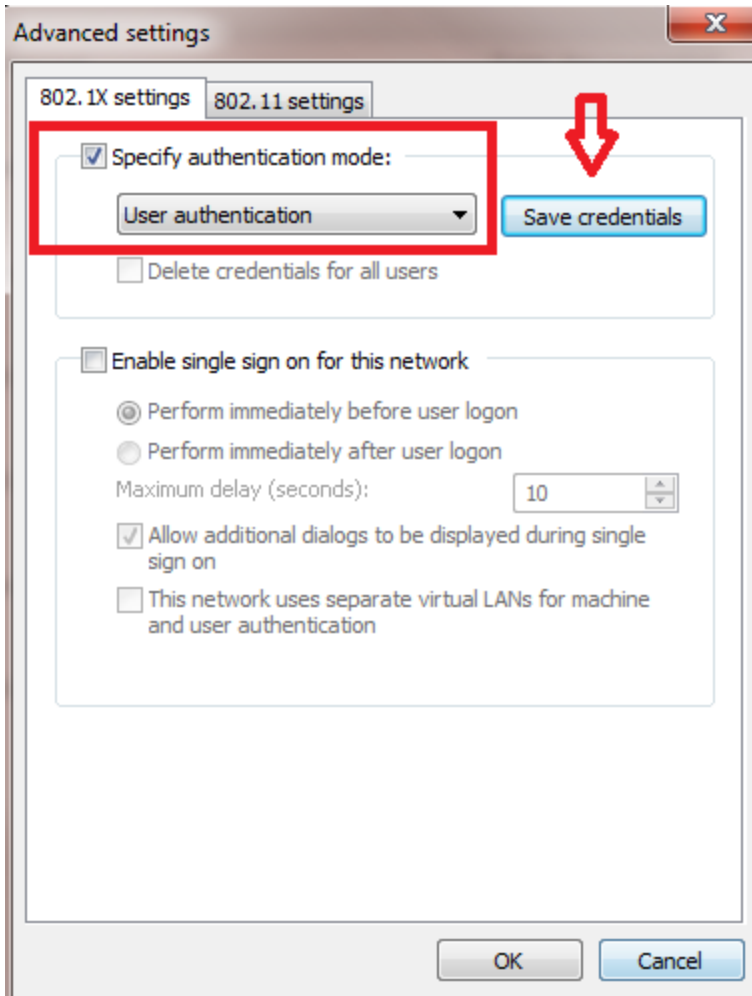 Advanced settings
802.1X settings
802.11 settings
Specify authentication mode:
User authentication
Save credentials
Delete credentials for all users
Enable single sign on for this network
Perform immediately before user logon
Perform immediately after user logon
Maximum delay (seconds):
10
Allow additional dialogs to be displayed during single
sign on
This network uses separate virtual LANs for machine
and user authentication
OK
Cancel